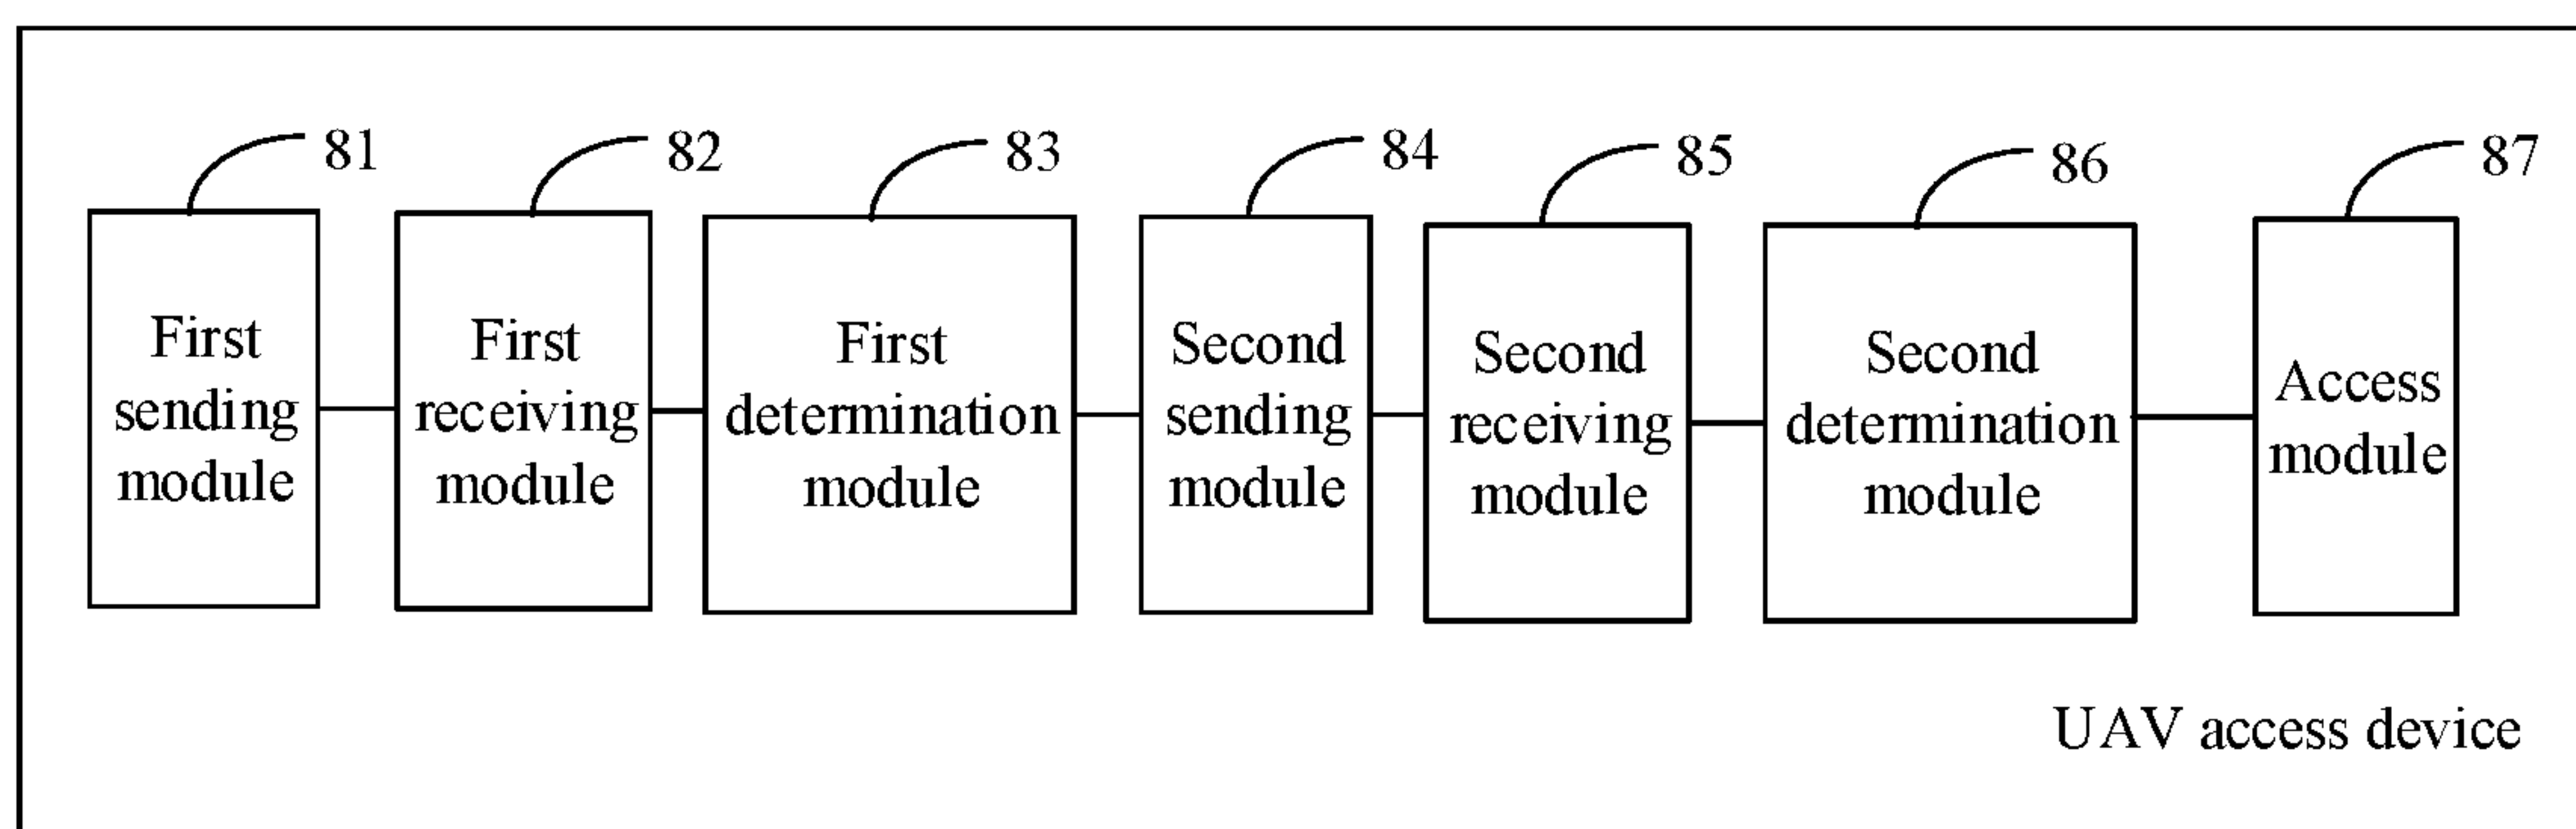 81
82
83
84
85
86
87
First
sending
module
First
receiving
module
First
determination
module
Second
sending
module
Second
receiving
module
Second
determination
module
Access
module
UAV access device